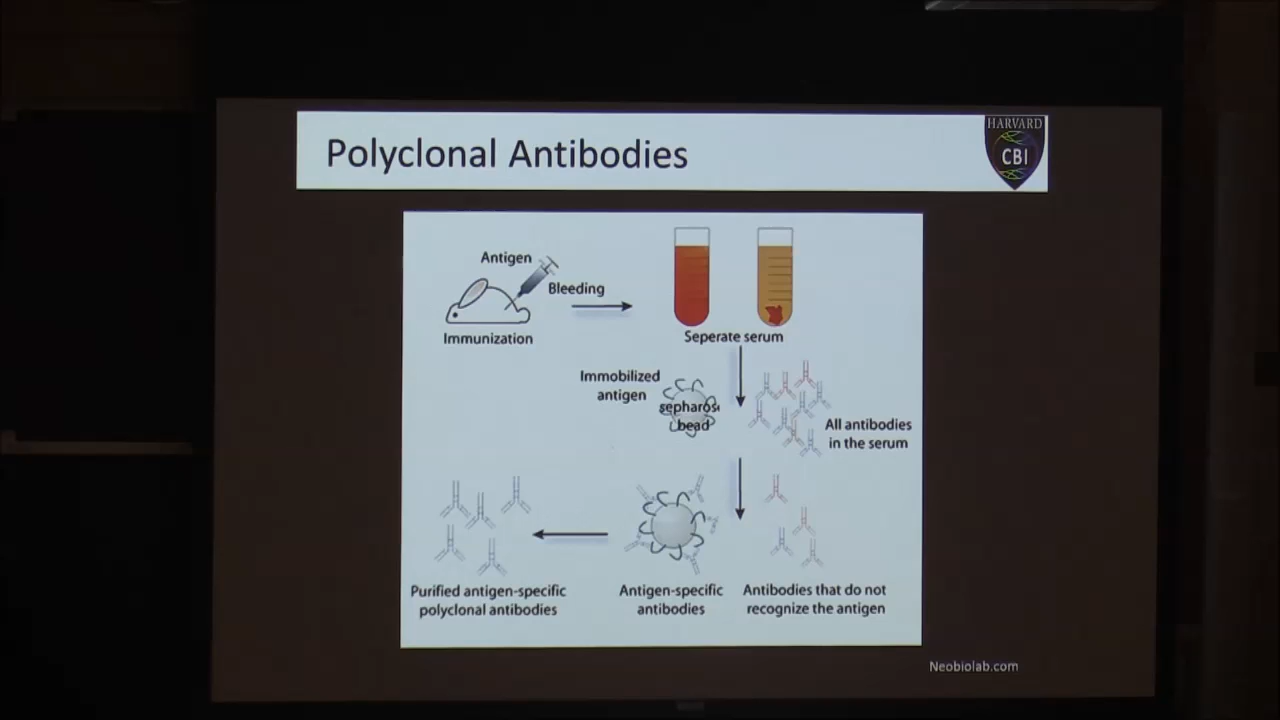 Polyclonal Antibodies
HARVARD
CBI
Antigen
Bleeding
Immunization
Seperate serum
Immobilized
antigen
sepharos
bead
All antibodies
in the serum
Purified antigen-specific
polyclonal antibodies
Antigen-specific
antibodies
Antibodies that do not
recognize the antigen
Neobiolab.com